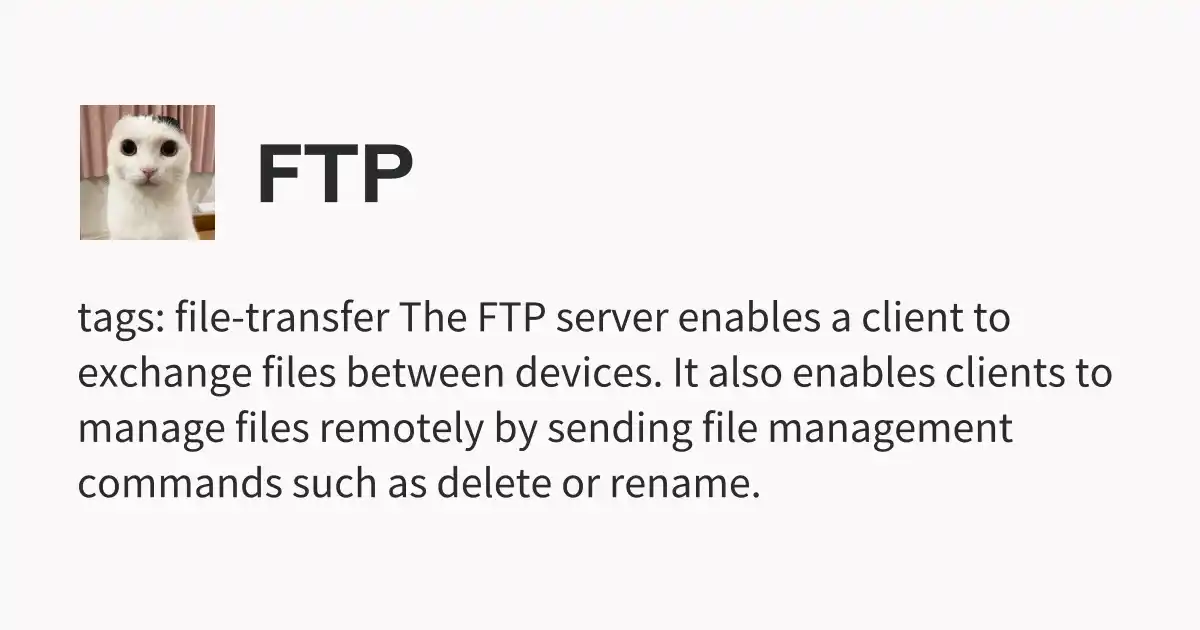 FTP
tags: file-transfer The FTP server enables a client to
exchange files between devices. It also enables clients to
manage files remotely by sending file management
commands such as delete or rename.